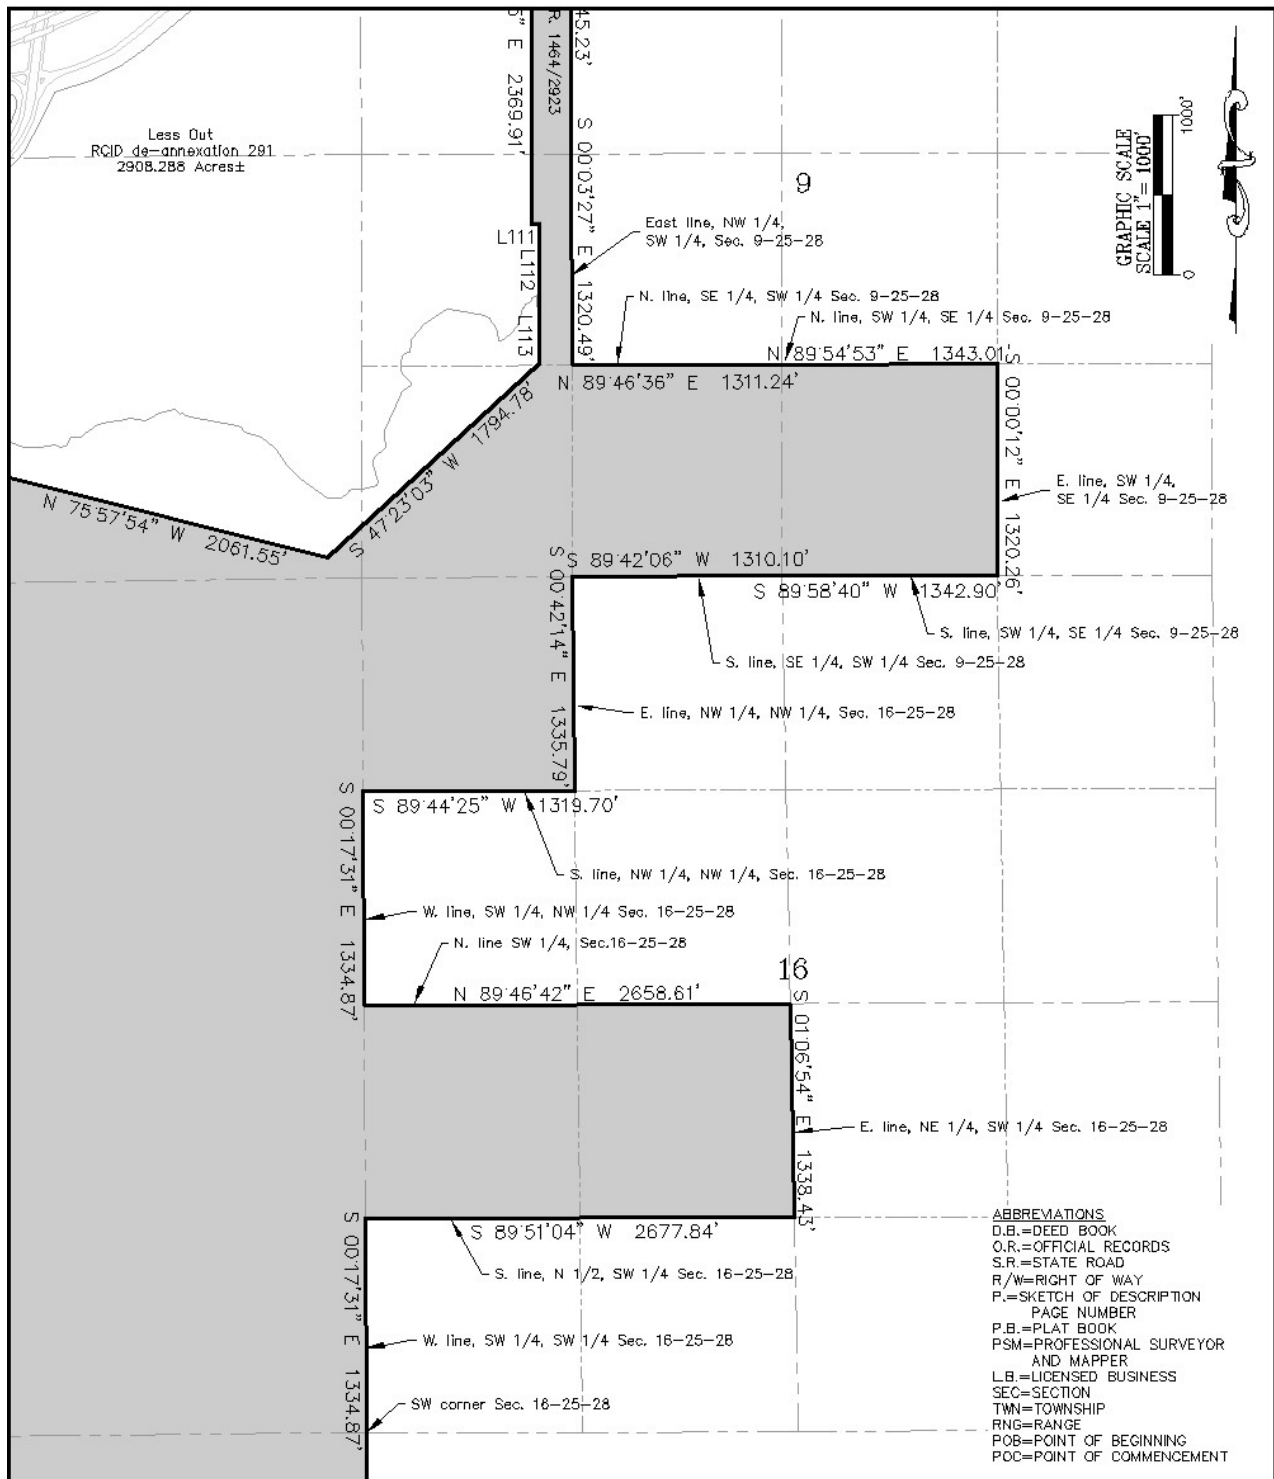 45.23'
R. 1464/2923
E 2369.91'
S 00°03'27" E 1320.49'
Less Out
RCID de-annexation 291
2908.288 Acres±
9
GRAPHIC SCALE
SCALE 1"= 1000'
0
1000'
East line, NW 1/4,
SW 1/4, Sec. 9-25-28
L111
L112
L113
N. line, SE 1/4, SW 1/4 Sec. 9-25-28
N. line, SW 1/4, SE 1/4 Sec. 9-25-28
N 89°54'53" E 1343.01'
N 89°46'36" E 1311.24'
S 00°00'12" E 1320.26'
S 47°23'03" W 1794.78'
N 75°57'54" W 2061.55'
E. line, SW 1/4,
SE 1/4 Sec. 9-25-28
S 89°42'06" W 1310.10'
S 89°58'40" W 1342.90'
S 00°42'14" E 1335.79'
S. line, SW 1/4, SE 1/4 Sec. 9-25-28
S. line, SE 1/4, SW 1/4 Sec. 9-25-28
E. line, NW 1/4, NW 1/4, Sec. 16-25-28
S 89°44'25" W 1319.70'
S 00°17'31" E 1334.87'
S. line, NW 1/4, NW 1/4, Sec. 16-25-28
W. line, SW 1/4, NW 1/4 Sec. 16-25-28
N. line SW 1/4, Sec.16-25-28
16
N 89°46'42" E 2658.61'
S 01°06'54" E 1338.43'
E. line, NE 1/4, SW 1/4 Sec. 16-25-28
S 89°51'04" W 2677.84'
S 00°17'31" E 1334.87'
S. line, N 1/2, SW 1/4 Sec. 16-25-28
W. line, SW 1/4, SW 1/4 Sec. 16-25-28
SW corner Sec. 16-25-28
ABBREVIATIONS
D.B.=DEED BOOK
O.R.=OFFICIAL RECORDS
S.R.=STATE ROAD
R/W=RIGHT OF WAY
P.=SKETCH OF DESCRIPTION
PAGE NUMBER
P.B.=PLAT BOOK
PSM=PROFESSIONAL SURVEYOR
AND MAPPER
L.B.=LICENSED BUSINESS
SEC=SECTION
TWN=TOWNSHIP
RNG=RANGE
POB=POINT OF BEGINNING
POC=POINT OF COMMENCEMENT